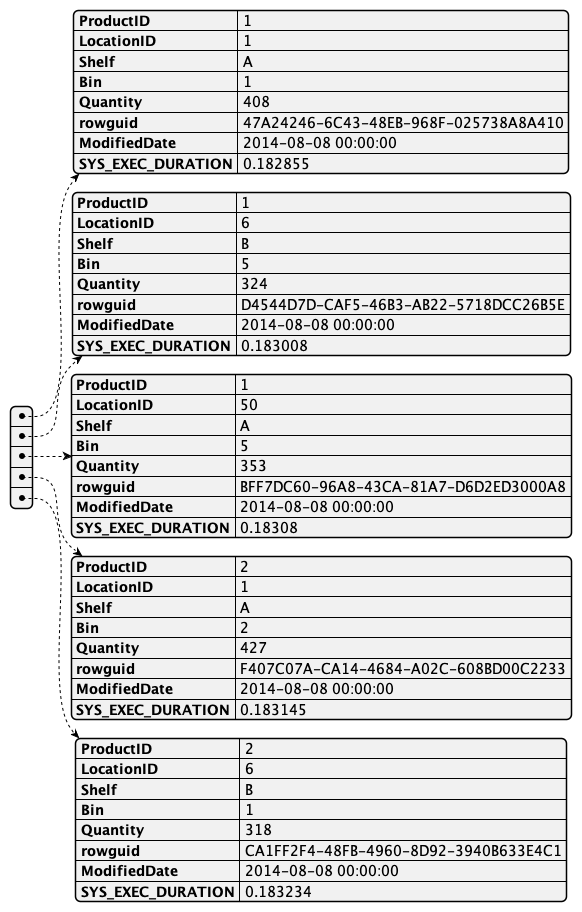 ProductID 1
LocationID 1
Shelf A
Bin 1
Quantity 408
rowguid 47A24246-6C43-48EB-968F-025738A8A410
ModifiedDate 2014-08-08 00:00:00
SYS_EXEC_DURATION 0.182855
ProductID 1
LocationID 6
Shelf B
Bin 5
Quantity 324
rowguid D4544D7D-CAF5-46B3-AB22-5718DCC26B5E
ModifiedDate 2014-08-08 00:00:00
SYS_EXEC_DURATION 0.183008
ProductID 1
LocationID 50
Shelf A
Bin 5
Quantity 353
rowguid BFF7DC60-96A8-43CA-81A7-D6D2ED3000A8
ModifiedDate 2014-08-08 00:00:00
SYS_EXEC_DURATION 0.18308
ProductID 2
LocationID 1
Shelf A
Bin 2
Quantity 427
rowguid F407C07A-CA14-4684-A02C-608BD00C2233
ModifiedDate 2014-08-08 00:00:00
SYS_EXEC_DURATION 0.183145
ProductID 2
LocationID 6
Shelf B
Bin 1
Quantity 318
rowguid CA1FF2F4-48FB-4960-8D92-3940B633E4C1
ModifiedDate 2014-08-08 00:00:00
SYS_EXEC_DURATION 0.183234